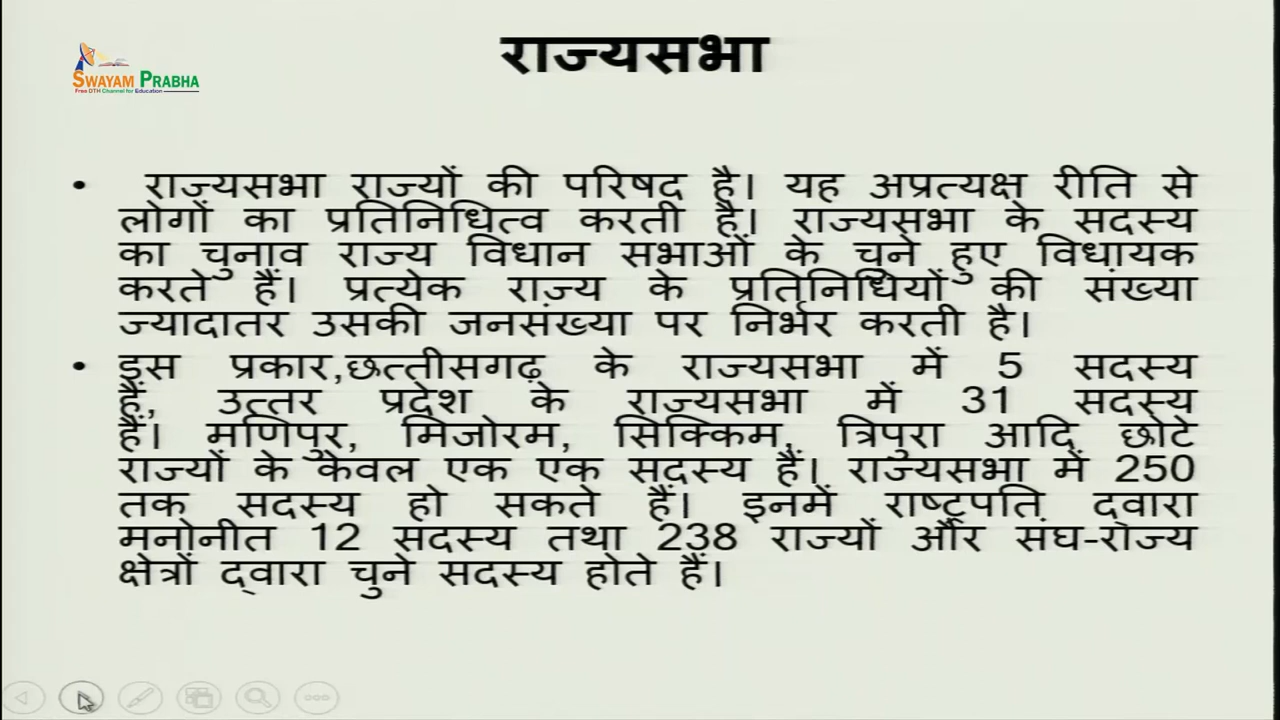 राज्यसभा
SWAYAM PRABHA
Free DTH Channel for Education
• राज्यसभा राज्यों की परिषद है। यह अप्रत्यक्ष रीति से
लोगों का प्रतिनिधित्व करती है। राज्यसभा के सदस्य
का चुनाव राज्य विधान सभाओं के चुने हुए विधायक
करते हैं। प्रत्येक राज्य के प्रतिनिधियों की संख्या
ज्यादातर उसकी जनसंख्या पर निर्भर करती है।
• इस प्रकार,छत्तीसगढ़ के राज्यसभा में 5 सदस्य
हैं, उत्तर प्रदेश के राज्यसभा में 31 सदस्य
हैं। मणिपुर, मिजोरम, सिक्किम, त्रिपुरा आदि छोटे
राज्यों के केवल एक एक सदस्य हैं। राज्यसभा में 250
तक सदस्य हो सकते हैं। इनमें राष्ट्रपति द्वारा
मनोनीत 12 सदस्य तथा 238 राज्यों और संघ-राज्य
क्षेत्रों द्वारा चुने सदस्य होते हैं।